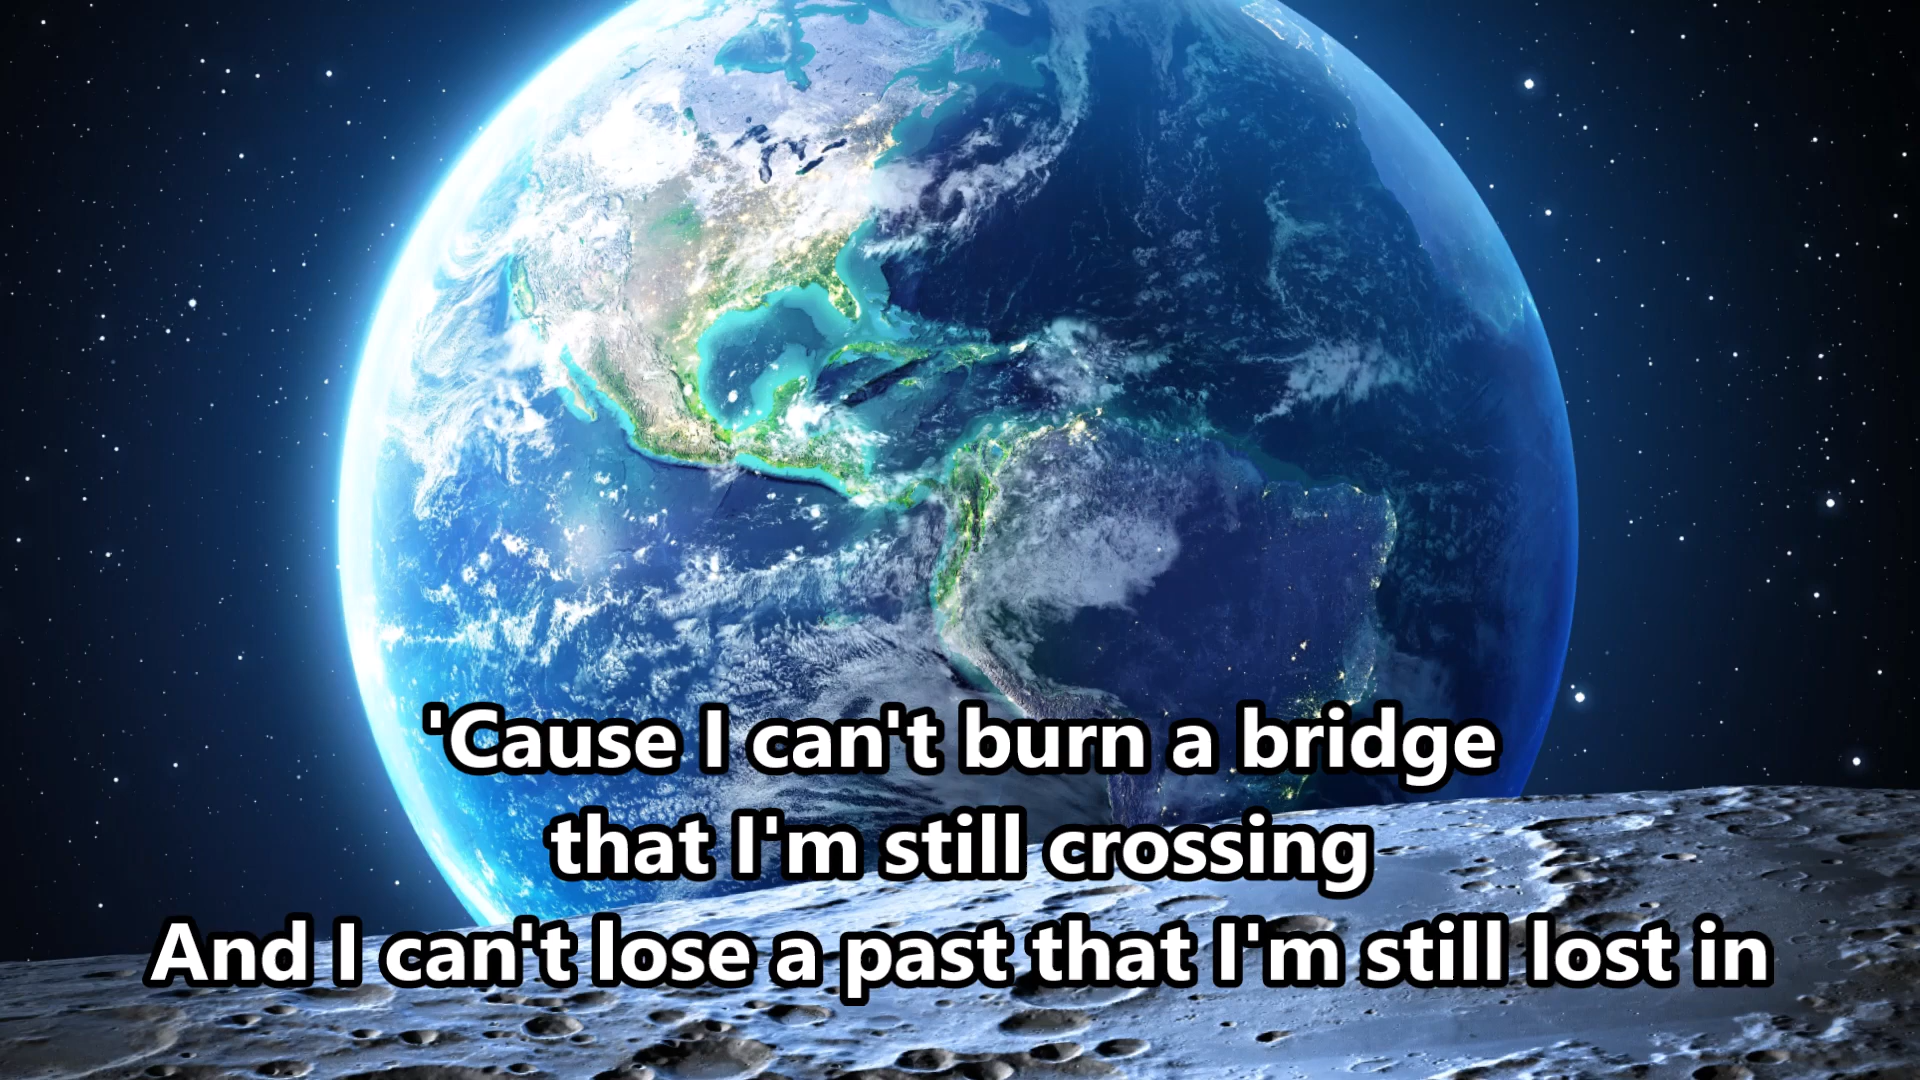 'Cause I can't burn a bridge
that I'm still crossing
And I can't lose a past that I'm still lost in